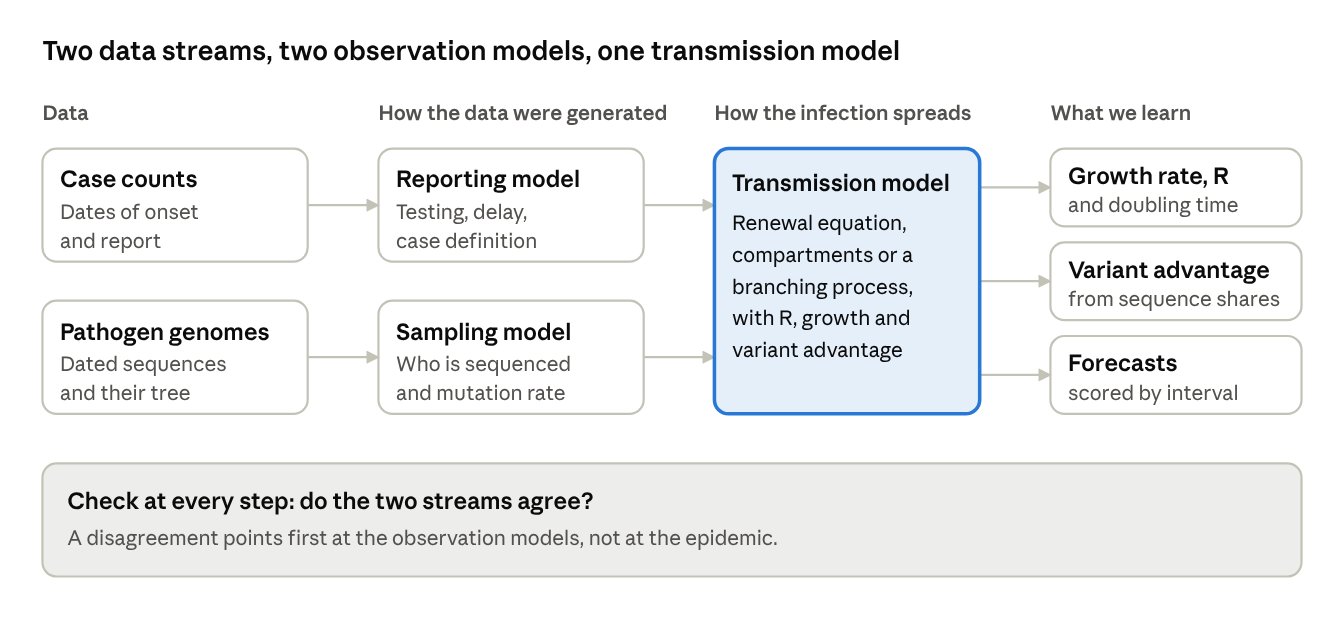 Two data streams, two observation models, one transmission model
Data
How the data were generated
How the infection spreads
What we learn
Case counts
Dates of onset
and report
Reporting model
Testing, delay,
case definition
Pathogen genomes
Dated sequences
and their tree
Sampling model
Who is sequenced
and mutation rate
Transmission model
Renewal equation,
compartments or a
branching process,
with R, growth and
variant advantage
Growth rate, R
and doubling time
Variant advantage
from sequence shares
Forecasts
scored by interval
Check at every step: do the two streams agree?
A disagreement points first at the observation models, not at the epidemic.